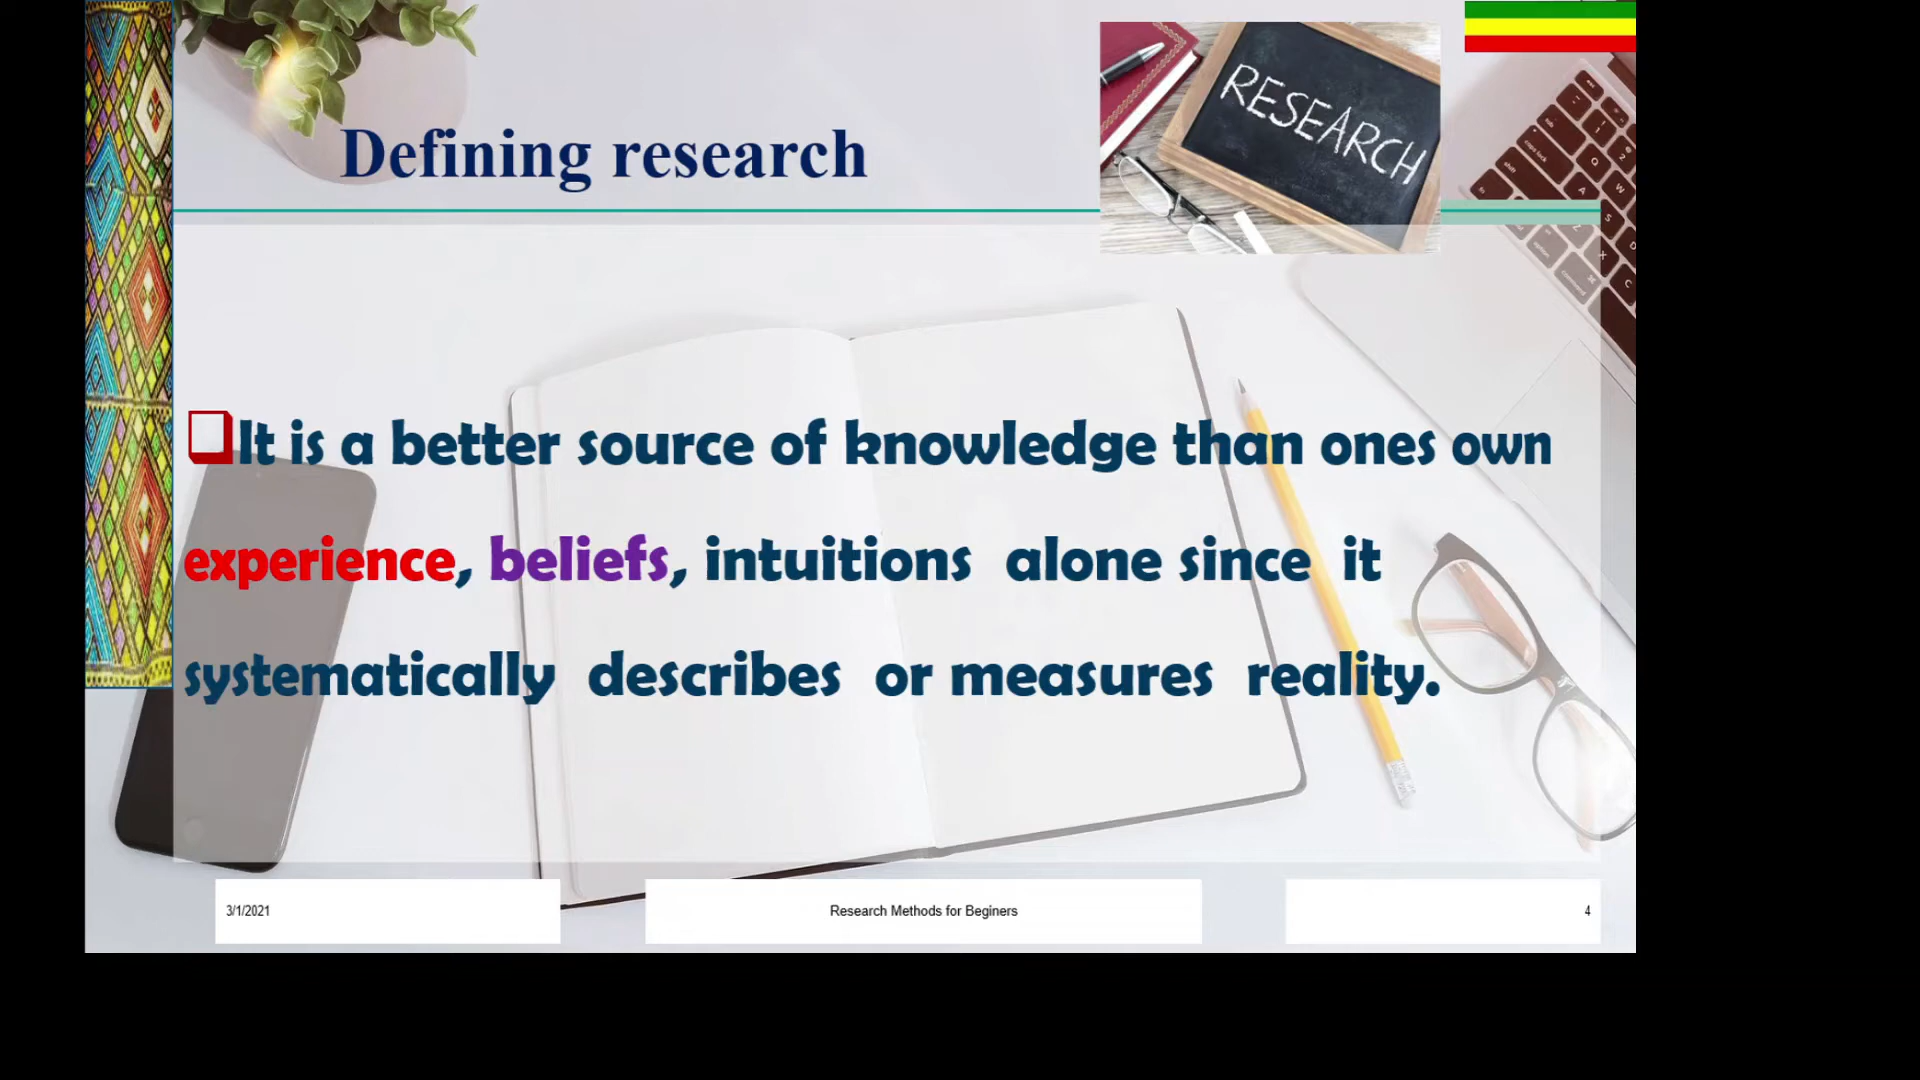 RESEARCH
Defining research
It is a better source of knowledge than ones own
experience, beliefs, intuitions alone since it
systematically describes or measures reality.
3/1/2021
Research Methods for Beginers
4